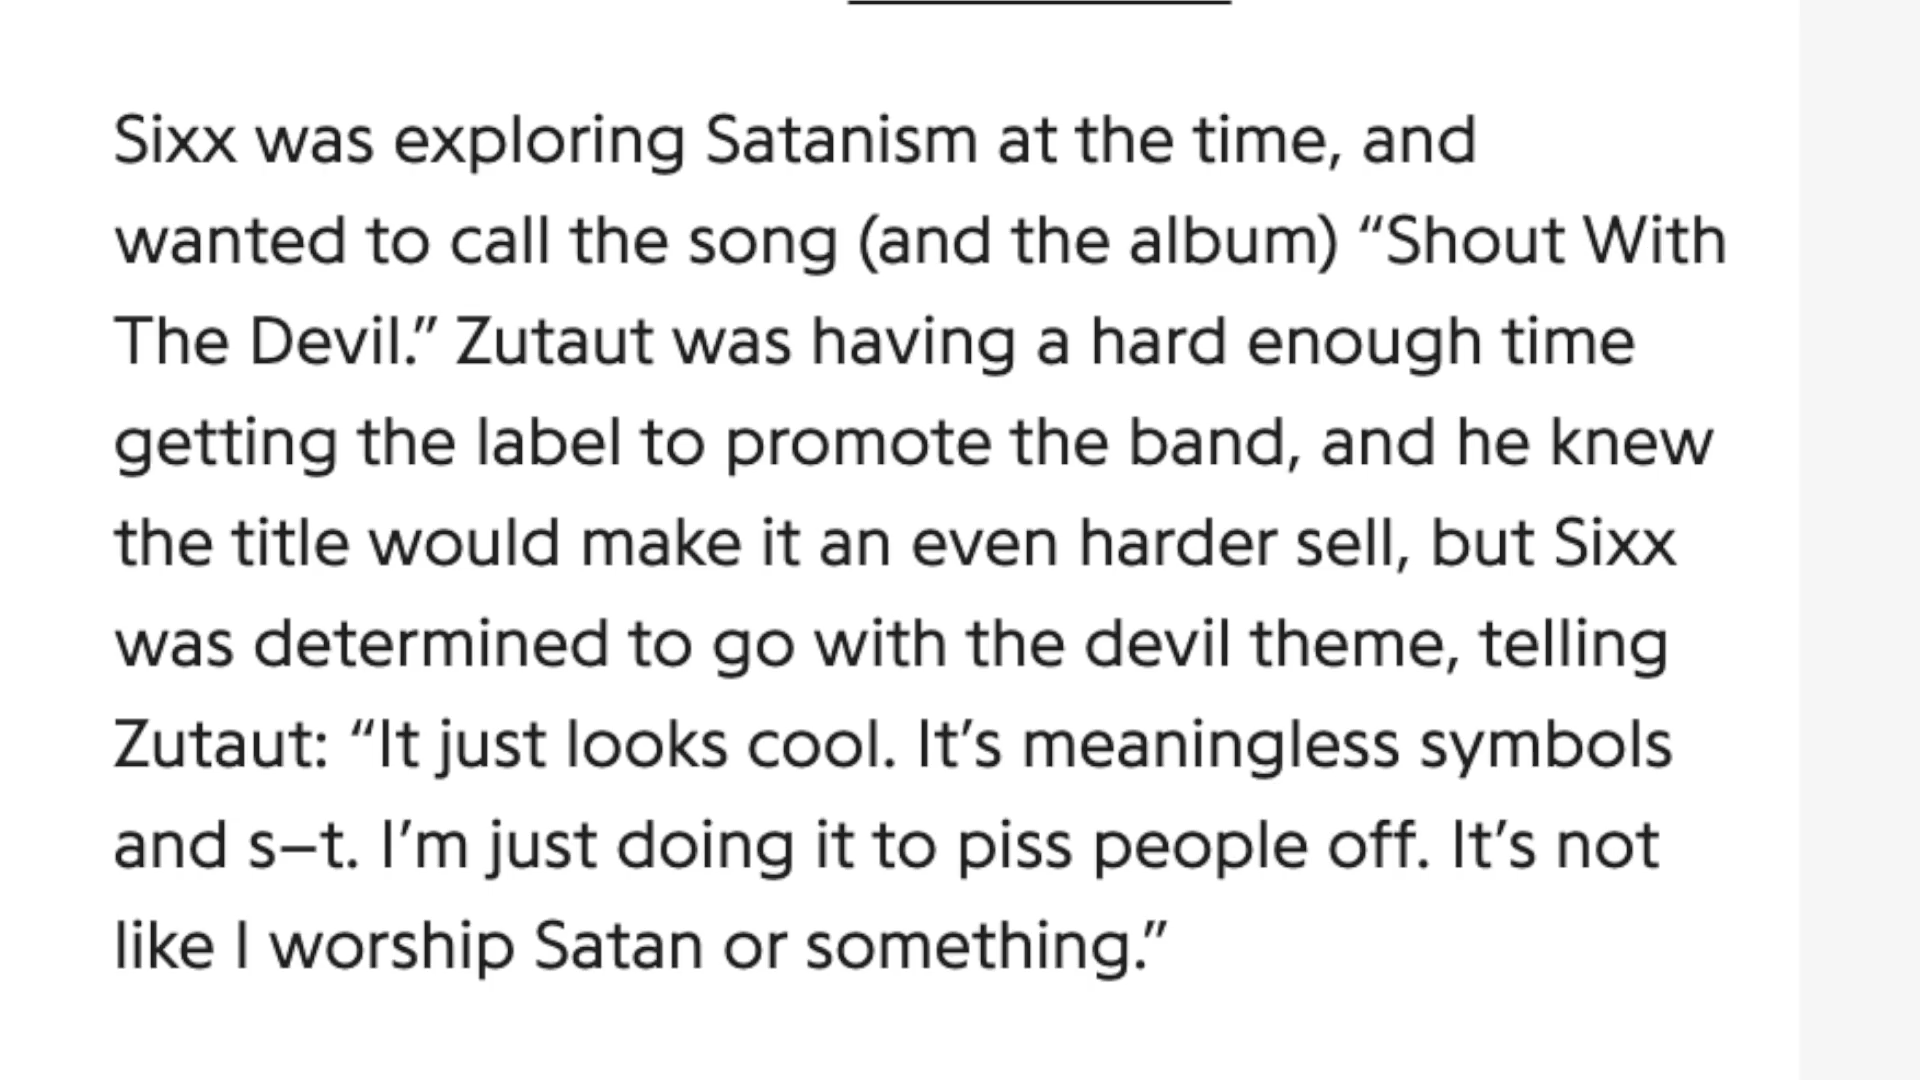 Sixx was exploring Satanism at the time, and
wanted to call the song (and the album) “Shout With
The Devil.” Zutaut was having a hard enough time
getting the label to promote the band, and he knew
the title would make it an even harder sell, but Sixx
was determined to go with the devil theme, telling
Zutaut: “It just looks cool. It’s meaningless symbols
and s–t. I’m just doing it to piss people off. It’s not
like I worship Satan or something.”